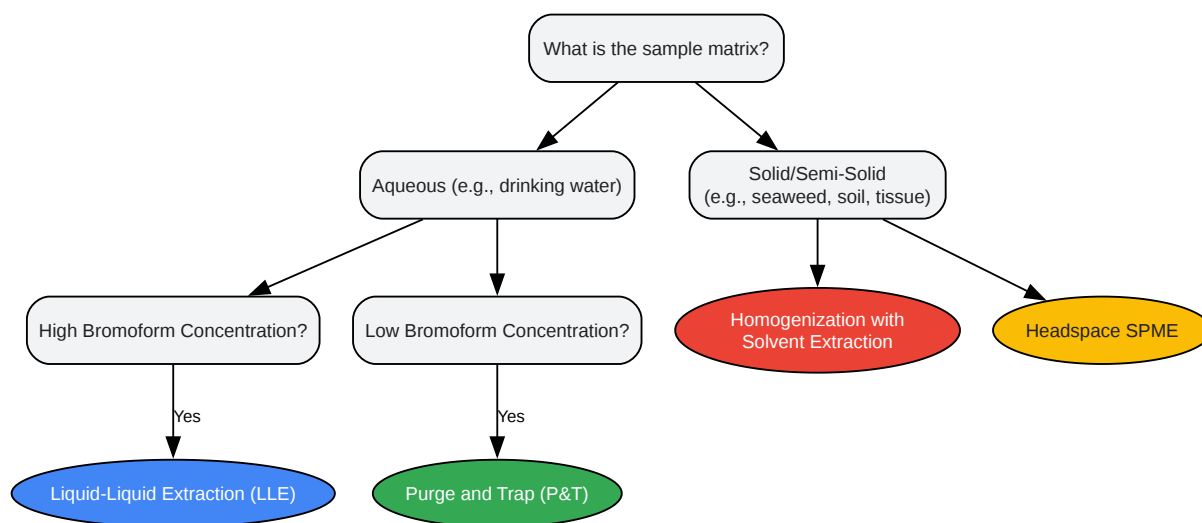 What is the sample matrix?
Aqueous (e.g., drinking water)
Solid/Semi-Solid
(e.g., seaweed, soil, tissue)
High Bromoform Concentration?
Low Bromoform Concentration?
Homogenization with
Solvent Extraction
Headspace SPME
Yes
Yes
Liquid-Liquid Extraction (LLE)
Purge and Trap (P&T)